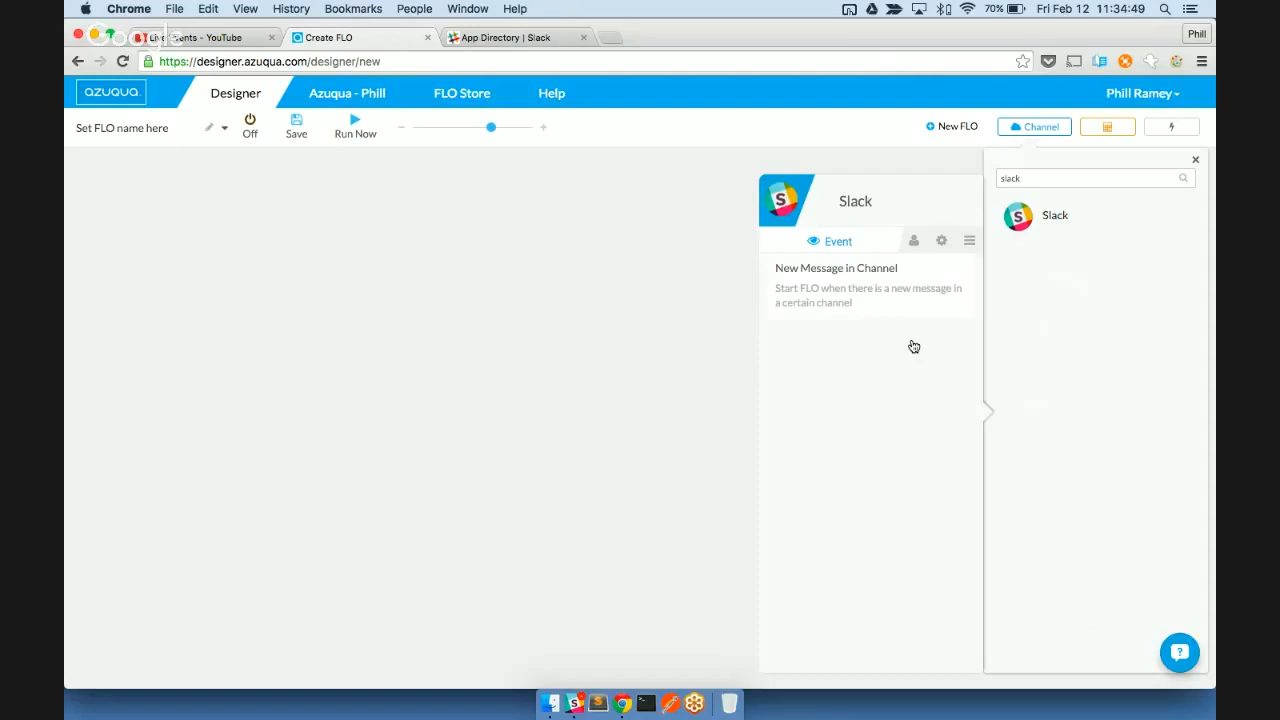 Chrome File Edit View History Bookmarks People Window Help 70% Fri Feb 12 11:34:49
Google
Create FLO
App Directory | Slack
Phill
https://designer.azuqua.com/designer/new
azuqua.
Designer
Azuqua - Phill
FLO Store
Help
Phill Ramey
Set FLO name here
Off
Save
Run Now
New FLO
Channel
slack
Slack
Slack
Event
New Message in Channel
Start FLO when there is a new message in
a certain channel